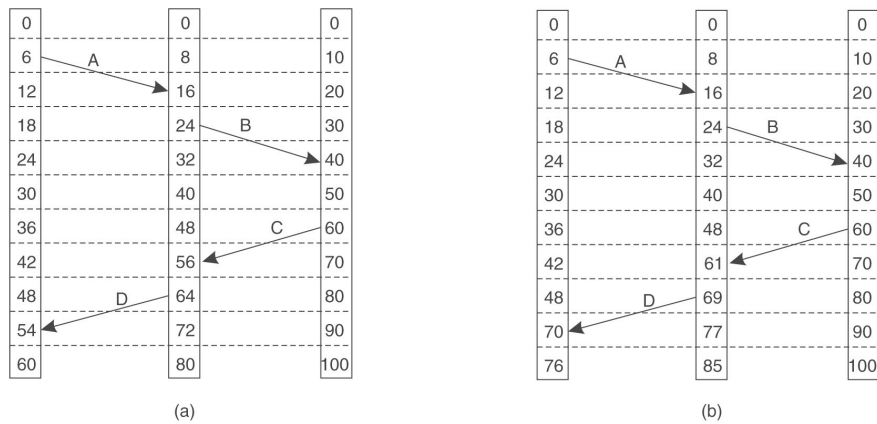 0 0 0 0 0 0
6 A 8 10 6 A 8 10
12 16 20 12 16 20
18 24 B 30 18 24 B 30
24 32 40 24 32 40
30 40 50 30 40 50
36 48 C 60 36 48 C 60
42 56 70 42 61 70
48 D 64 80 48 D 69 80
54 72 90 70 77 90
60 80 100 76 85 100
(a) (b)